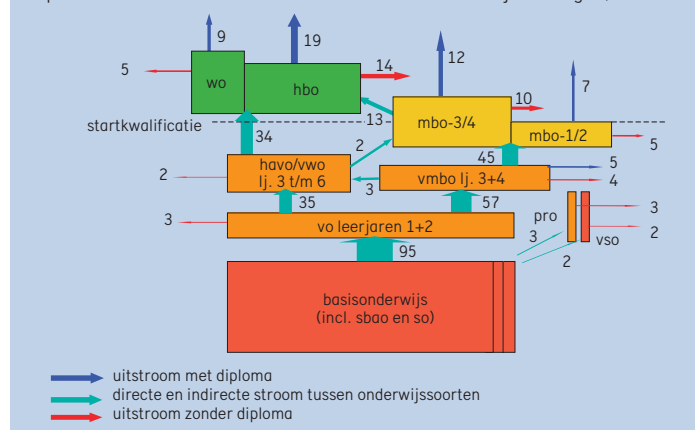 9
19
12
5
14
7
wo
hbo
10
mbo-3/4
13
startkwalificatie
mbo-1/2
5
34
2
45
havo/vwo
lj. 3 t/m 6
vmbo lj. 3+4
5
2
3
4
35
57
3
vo leerjaren 1+2
pro
3
3
vso
2
95
2
basisonderwijs
(incl. sbao en so)
uitstroom met diploma
directe en indirecte stroom tussen onderwijssoorten
uitstroom zonder diploma